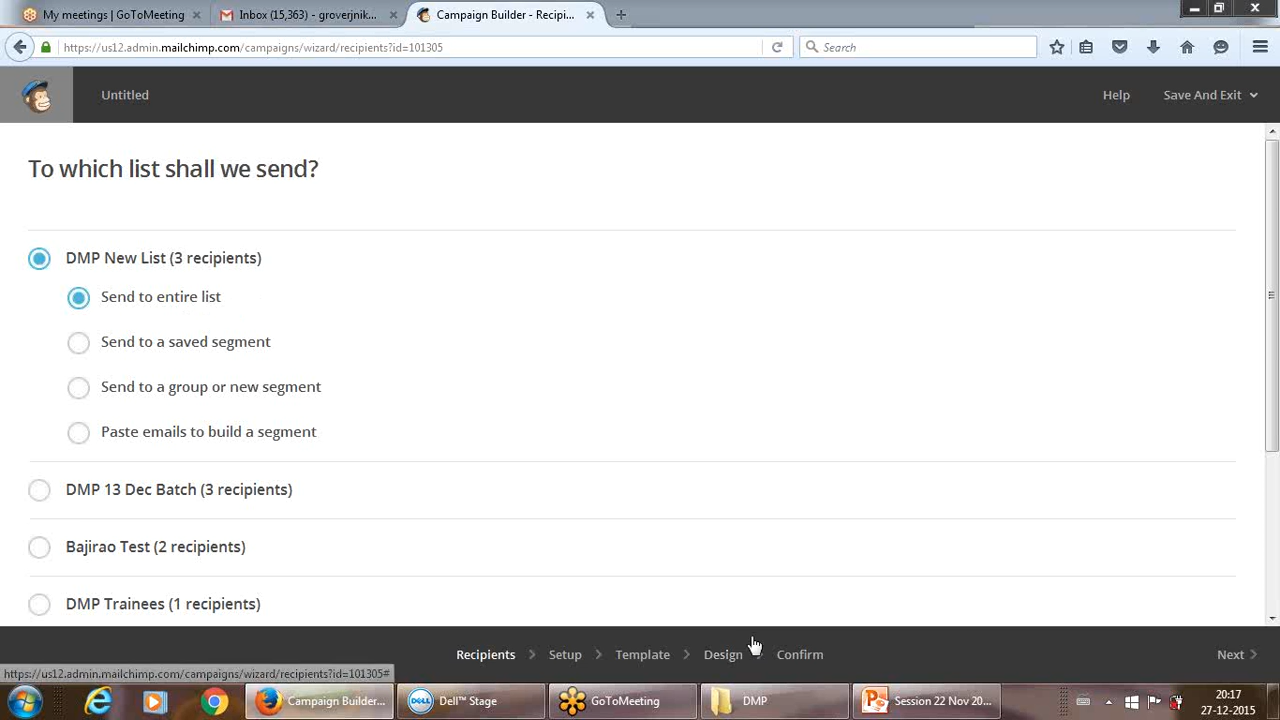 My meetings | GoToMeeting
Inbox (15,363) - groverjnik...
Campaign Builder - Recipi...
https://us12.admin.mailchimp.com/campaigns/wizard/recipients?id=101305
Search
Untitled
Help
Save And Exit
To which list shall we send?
DMP New List (3 recipients)
Send to entire list
Send to a saved segment
Send to a group or new segment
Paste emails to build a segment
DMP 13 Dec Batch (3 recipients)
Bajirao Test (2 recipients)
DMP Trainees (1 recipients)
Recipients
Setup
Template
Design
Confirm
Next
https://us12.admin.mailchimp.com/campaigns/wizard/recipients?id=101305#
Campaign Builder...
DELL
Dell™ Stage
GoToMeeting
DMP
Session 22 Nov 20...
20:17
27-12-2015